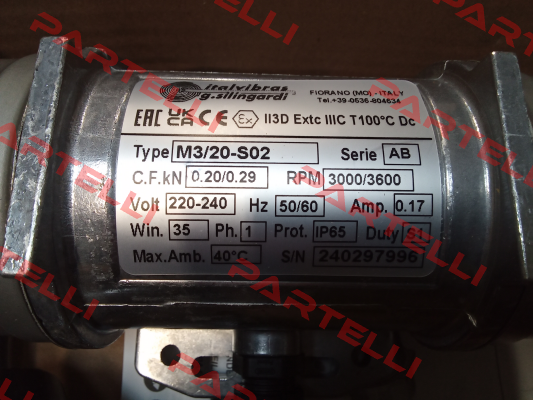 italvibras
g.silingardi
FIORANO (MO) - ITALY
Tel.+39-0536-804634
EAC UK CA CE Ex II3D Extc IIIC T100°C Dc
Type M3/20-S02 Serie AB
C.F.kN 0.20/0.29 RPM 3000/3600
Volt 220-240 Hz 50/60 Amp. 0.17
Win. 35 Ph. 1 Prot. IP65 Duty S1
Max.Amb. 40°C S/N 240297996
PARTELLI
PARTELLI
PARTELLI
PARTELLI
PARTELLI